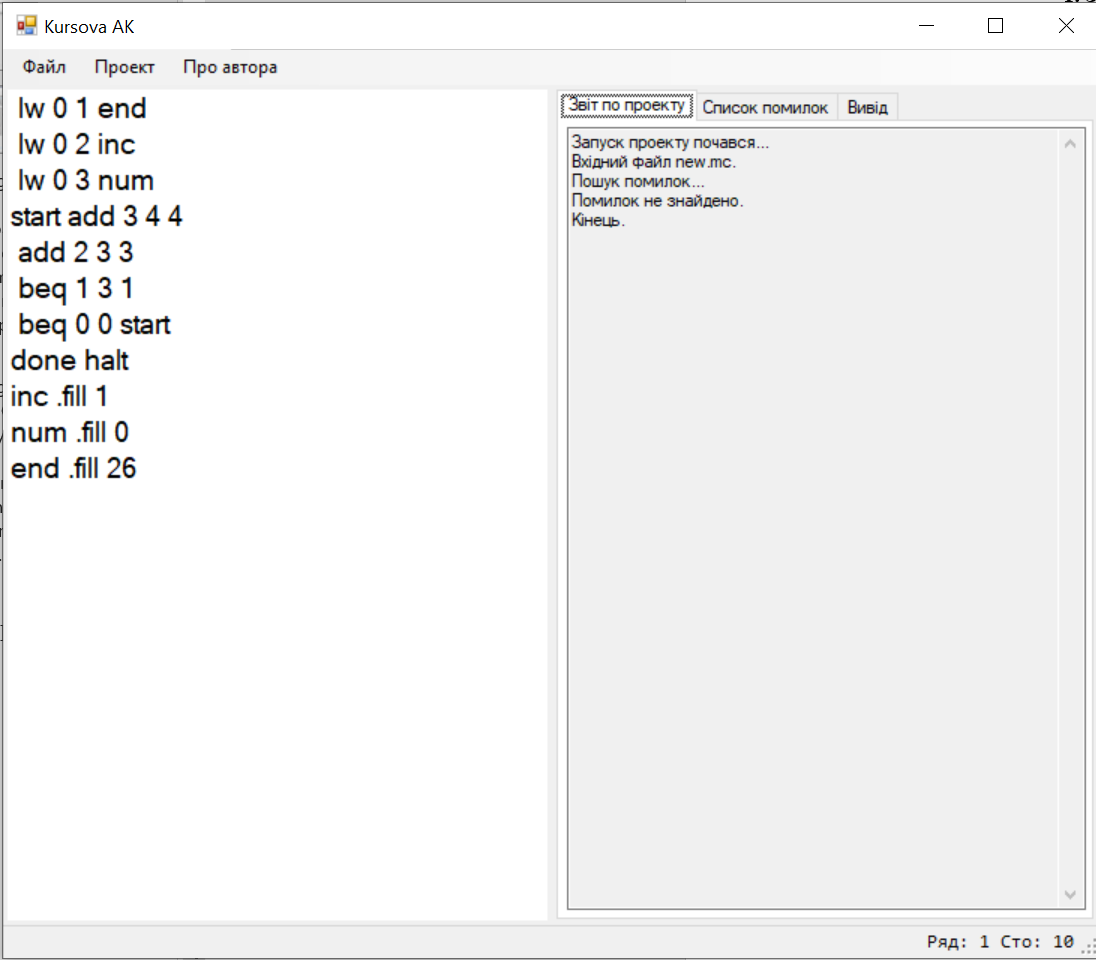 Kursova AK
Файл Проект Про автора
lw 0 1 end
lw 0 2 inc
lw 0 3 num
start add 3 4 4
add 2 3 3
beq 1 3 1
beq 0 0 start
done halt
inc .fill 1
num .fill 0
end .fill 26
Звіт по проекту Список помилок Вивід
Запуск проекту почався...
Вхідний файл new.mc.
Пошук помилок...
Помилок не знайдено.
Кінець.
Ряд: 1 Сто: 10